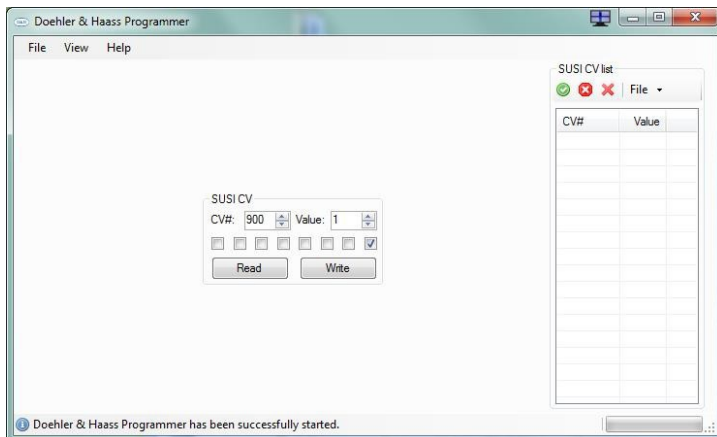 Doehler & Haass Programmer
File View Help
SUSI CV list
File
CV# Value
SUSI CV
CV#: 900 Value: 1
Read Write
Doehler & Haass Programmer has been successfully started.